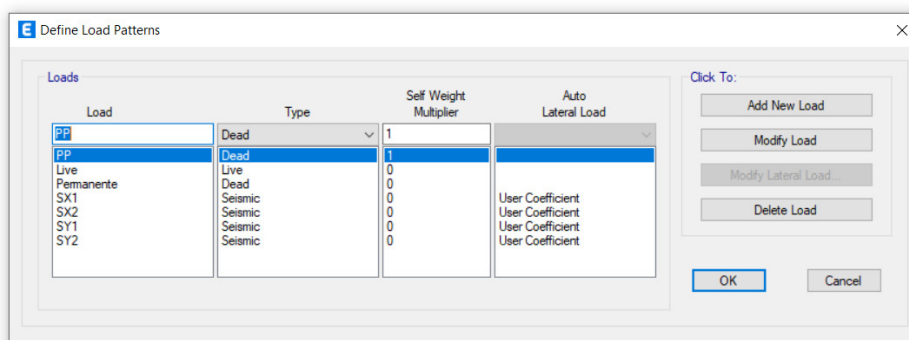 E Define Load Patterns
Loads
Click To:
Load Type Self Weight Multiplier Auto Lateral Load
PP Dead 1
PP Dead 1
Live Live 0
Permanente Dead 0
SX1 Seismic 0 User Coefficient
SX2 Seismic 0 User Coefficient
SY1 Seismic 0 User Coefficient
SY2 Seismic 0 User Coefficient
Add New Load
Modify Load
Modify Lateral Load...
Delete Load
OK Cancel